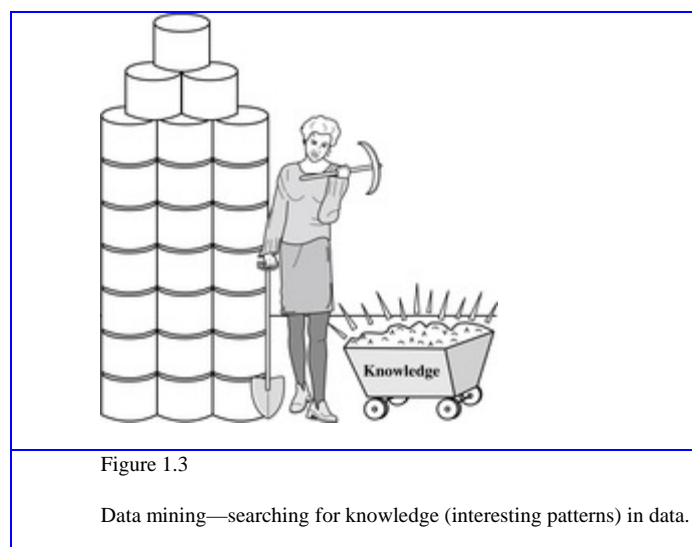 Knowledge
Figure 1.3
Data mining—searching for knowledge (interesting patterns) in data.